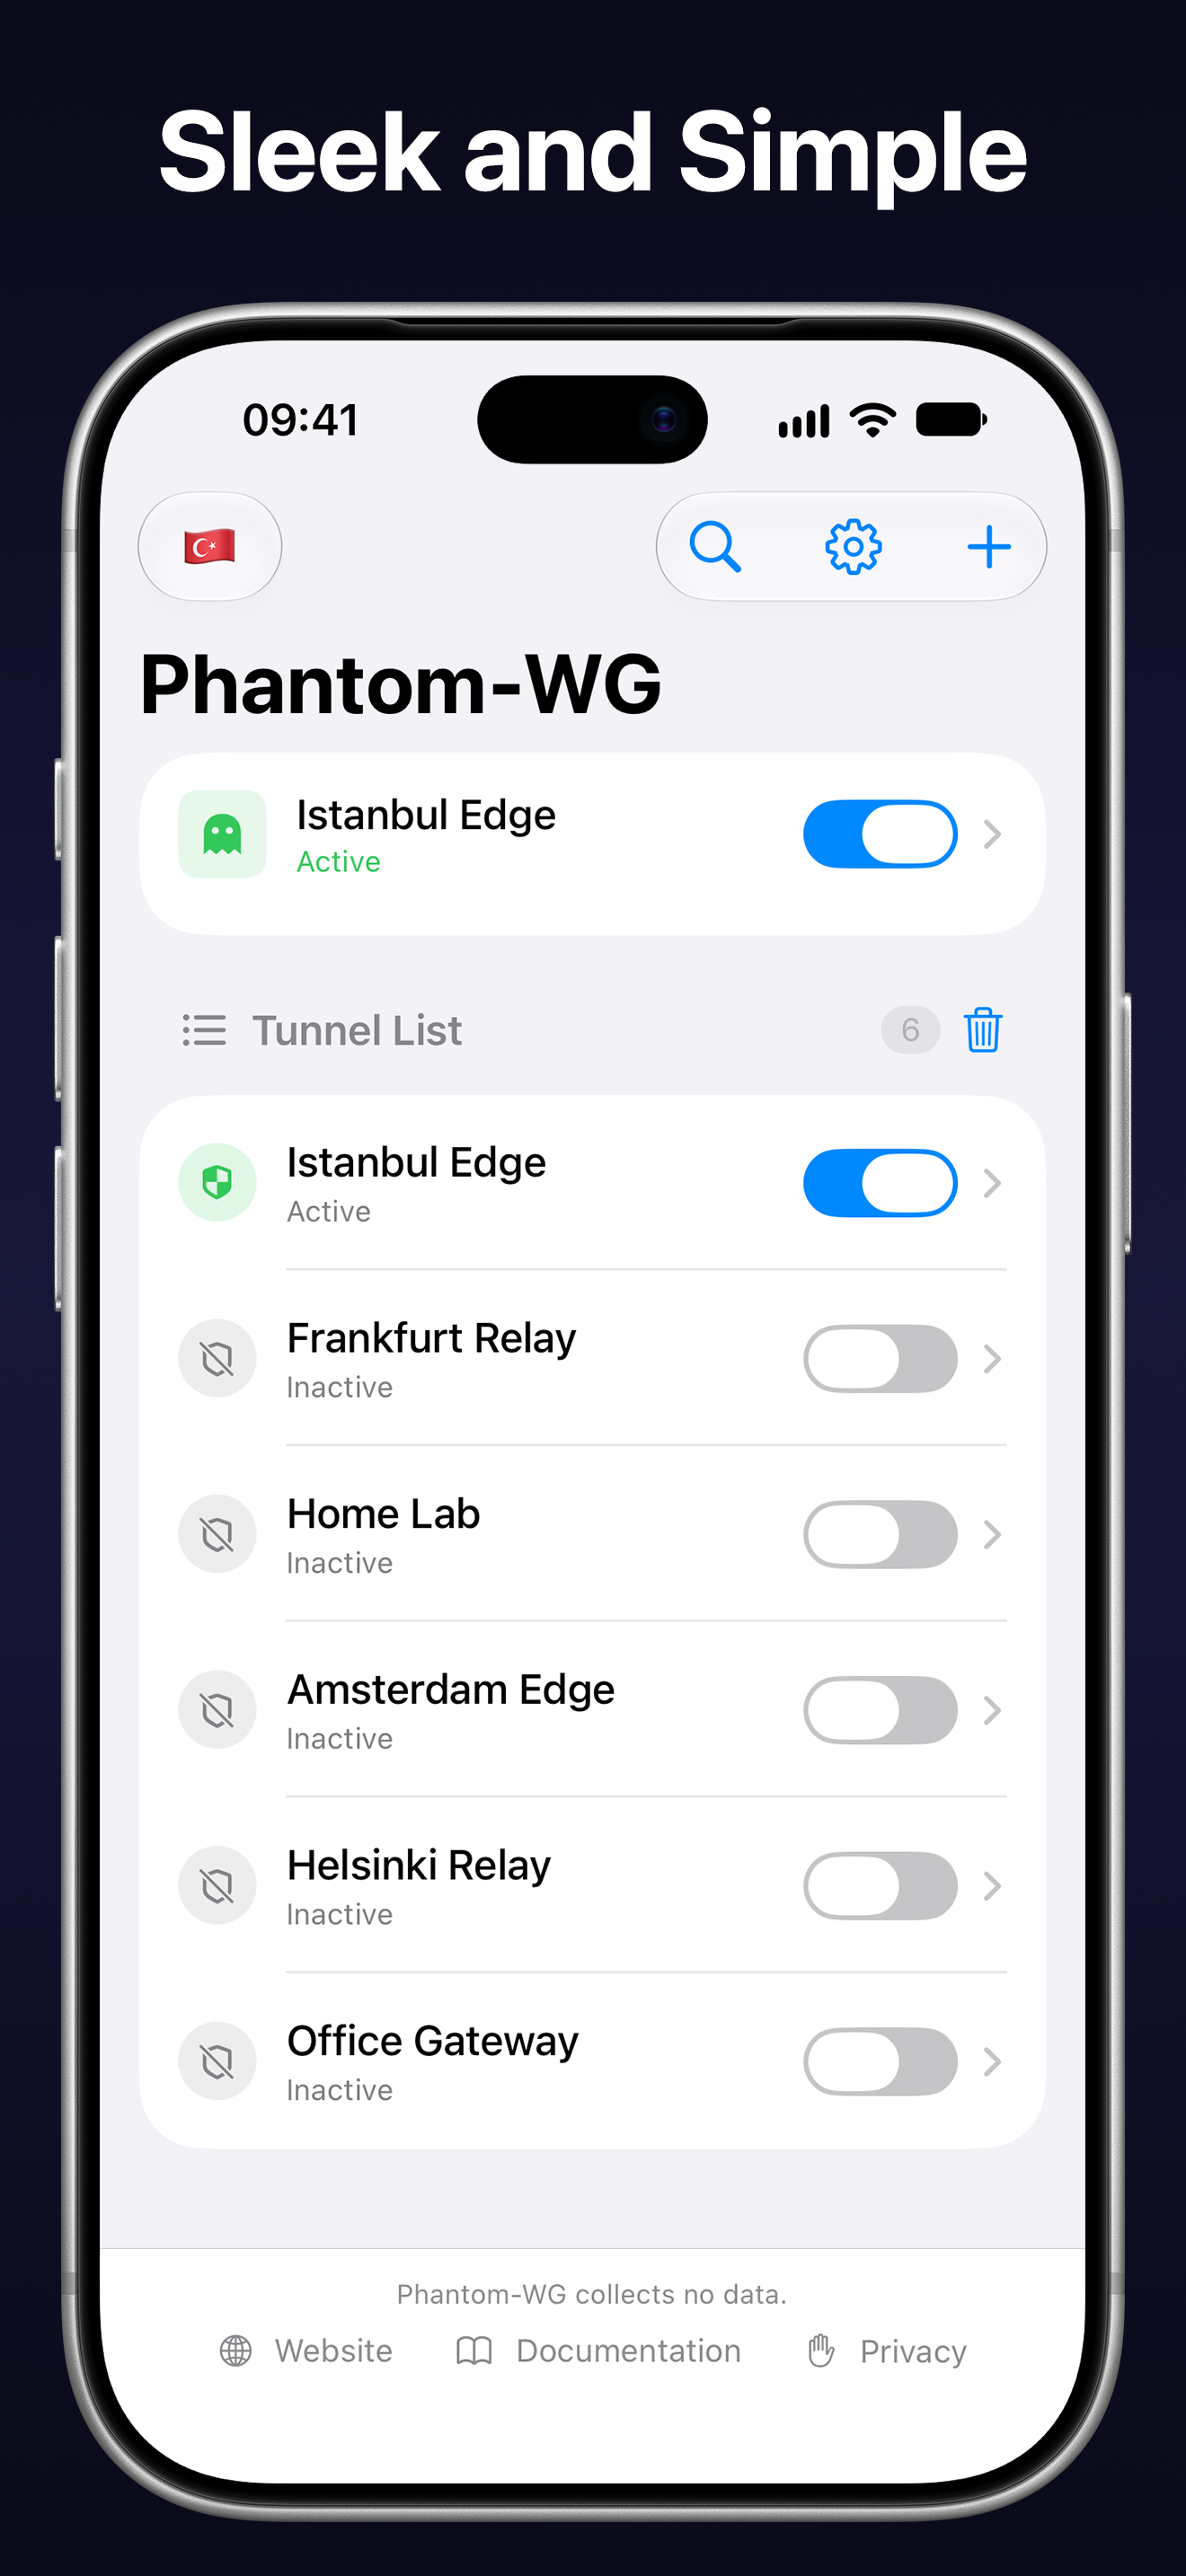 Sleek and Simple
09:41
Phantom-WG
Istanbul Edge
Active
Tunnel List
6
Istanbul Edge
Active
Frankfurt Relay
Inactive
Home Lab
Inactive
Amsterdam Edge
Inactive
Helsinki Relay
Inactive
Office Gateway
Inactive
Phantom-WG collects no data.
Website Documentation Privacy